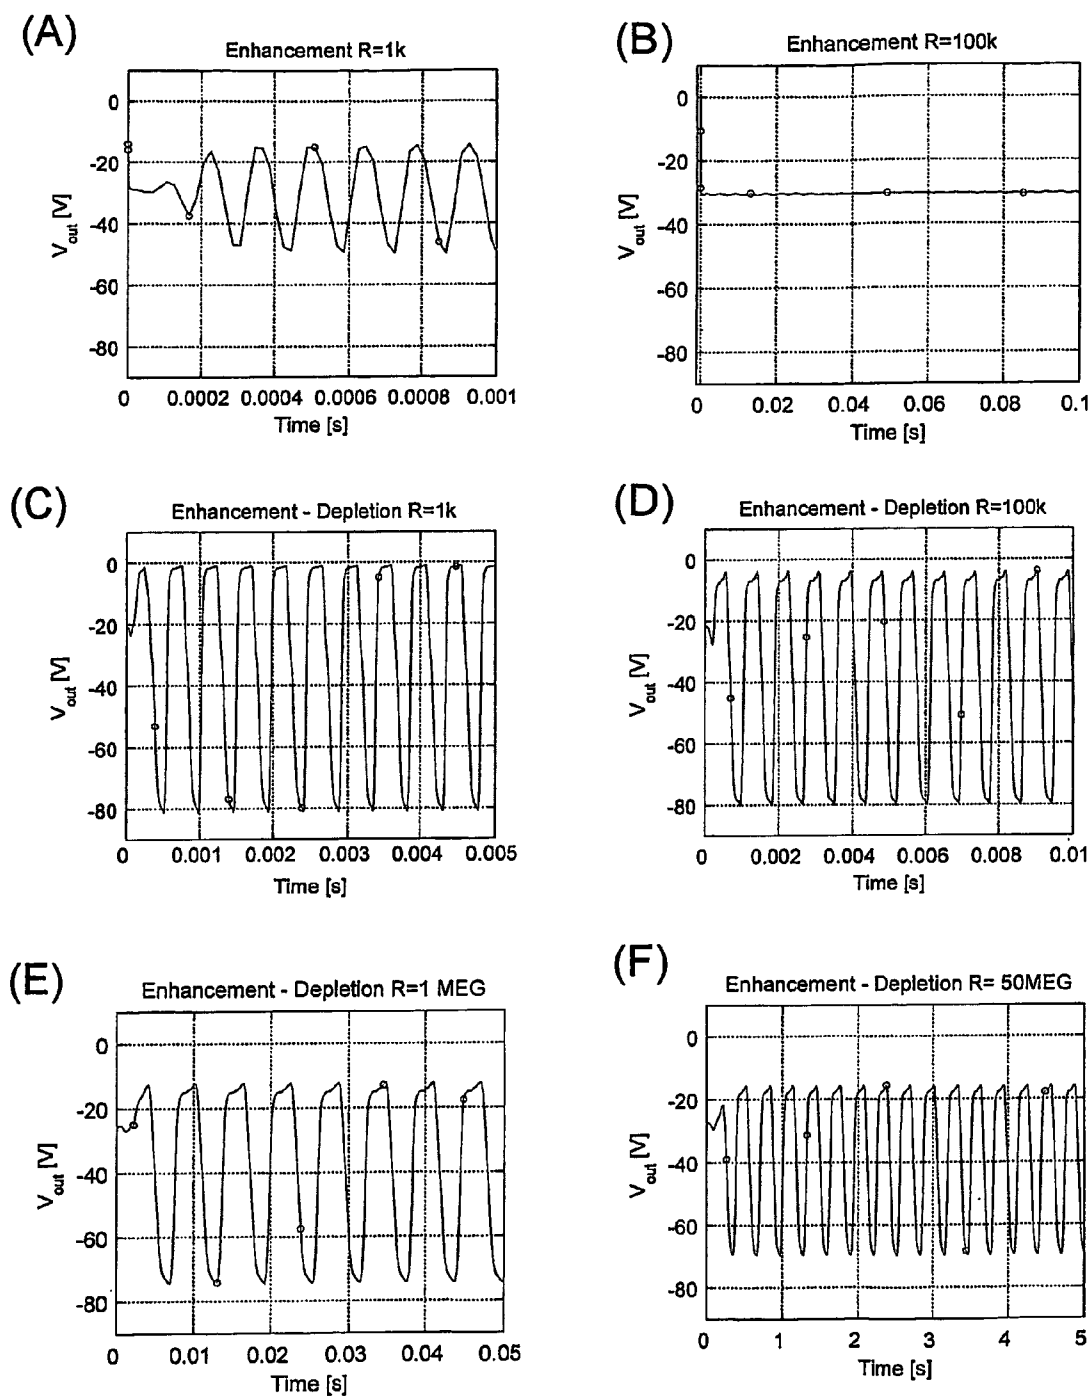 (A)
Enhancement R=1k
0
-20
-40
-60
-80
V_out [V]
0 0.0002 0.0004 0.0006 0.0008 0.001
Time [s]
(B)
Enhancement R=100k
0
-20
-40
-60
-80
V_out [V]
0 0.02 0.04 0.06 0.08 0.1
Time [s]
(C)
Enhancement - Depletion R=1k
0
-20
-40
-60
-80
V_out [V]
0 0.001 0.002 0.003 0.004 0.005
Time [s]
(D)
Enhancement - Depletion R=100k
0
-20
-40
-60
-80
V_out [V]
0 0.002 0.004 0.006 0.008 0.01
Time [s]
(E)
Enhancement - Depletion R=1 MEG
0
-20
-40
-60
-80
V_out [V]
0 0.01 0.02 0.03 0.04 0.05
Time [s]
(F)
Enhancement - Depletion R= 50MEG
0
-20
-40
-60
-80
V_out [V]
0 1 2 3 4 5
Time [s]